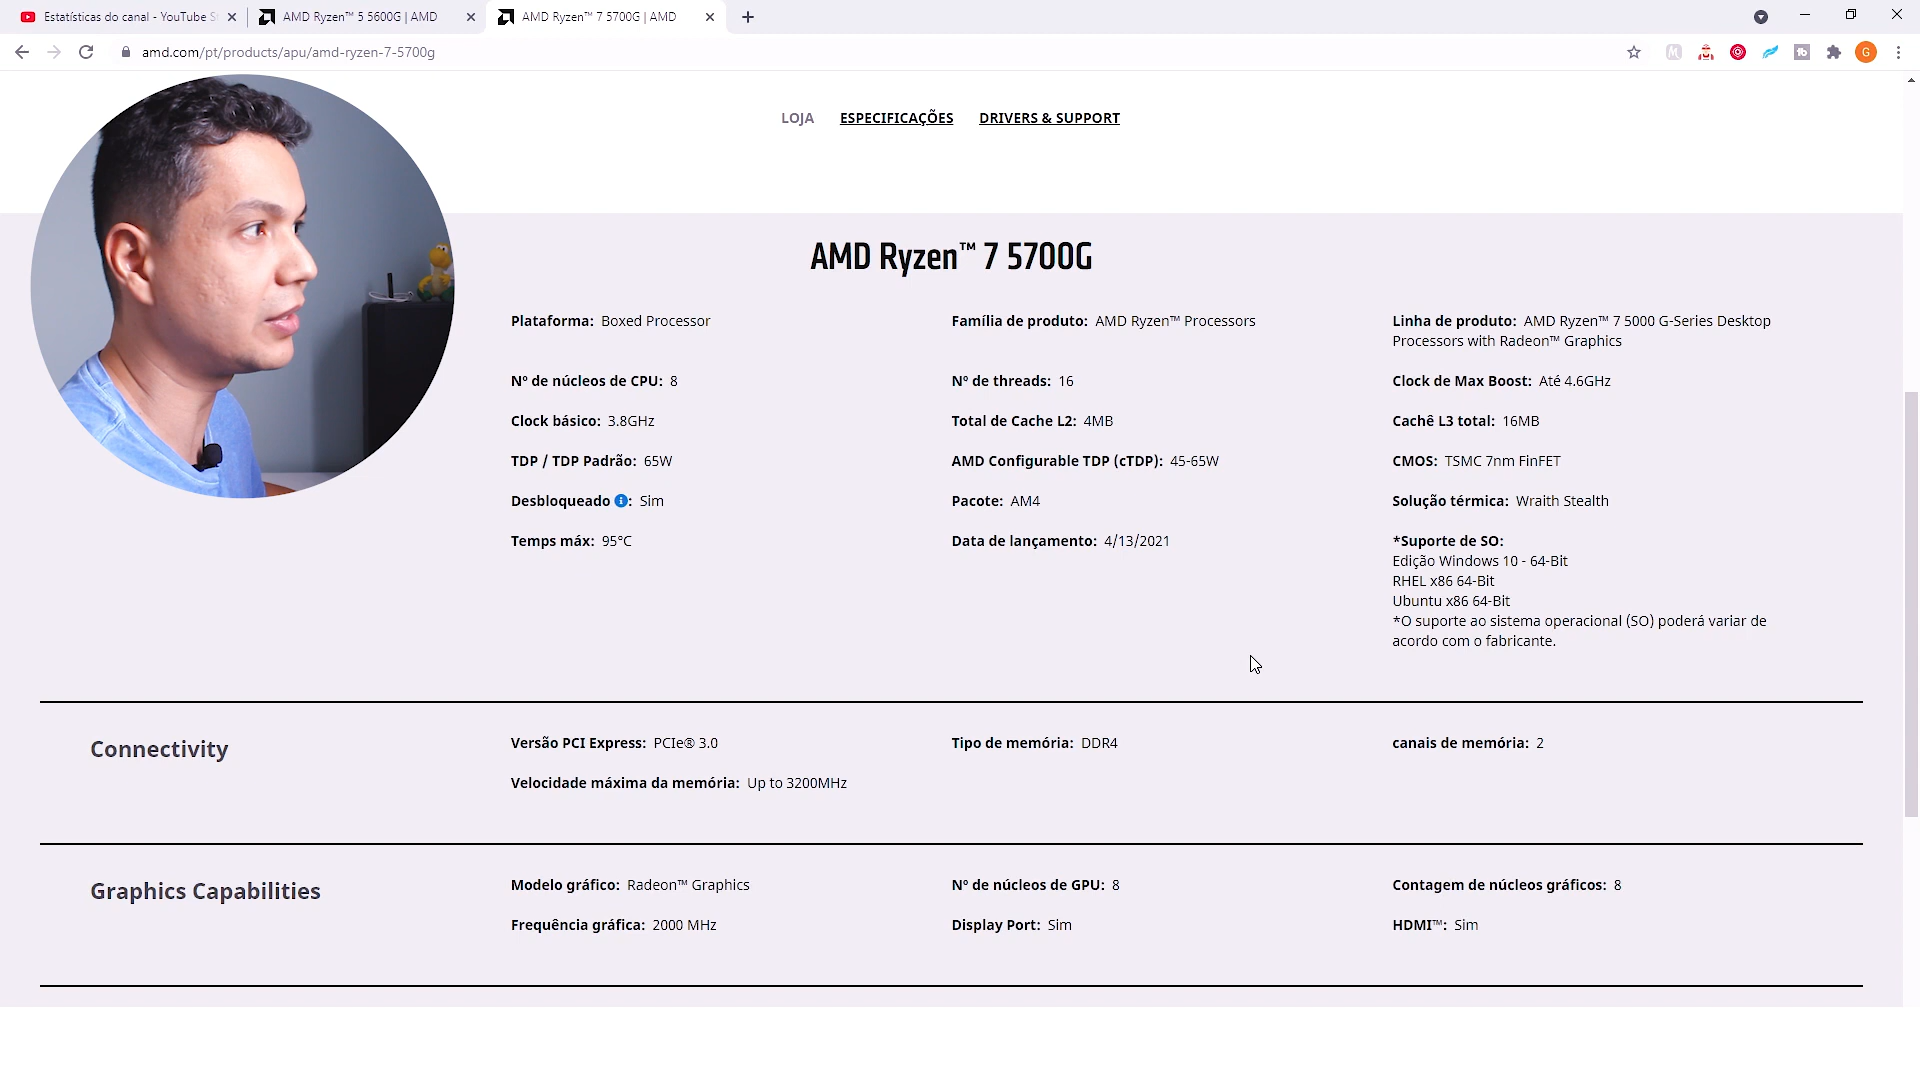 Estatísticas do canal - YouTube S
AMD Ryzen™ 5 5600G | AMD
AMD Ryzen™ 7 5700G | AMD
amd.com/pt/products/apu/amd-ryzen-7-5700g
G
LOJA ESPECIFICAÇÕES DRIVERS & SUPPORT
AMD Ryzen™ 7 5700G
Plataforma: Boxed Processor
Família de produto: AMD Ryzen™ Processors
Linha de produto: AMD Ryzen™ 7 5000 G-Series Desktop
Processors with Radeon™ Graphics
Nº de núcleos de CPU: 8
Nº de threads: 16
Clock de Max Boost: Até 4.6GHz
Clock básico: 3.8GHz
Total de Cache L2: 4MB
Cachê L3 total: 16MB
TDP / TDP Padrão: 65W
AMD Configurable TDP (cTDP): 45-65W
CMOS: TSMC 7nm FinFET
Desbloqueado : Sim
Pacote: AM4
Solução térmica: Wraith Stealth
Temps máx: 95°C
Data de lançamento: 4/13/2021
*Suporte de SO:
Edição Windows 10 - 64-Bit
RHEL x86 64-Bit
Ubuntu x86 64-Bit
*O suporte ao sistema operacional (SO) poderá variar de
acordo com o fabricante.
Connectivity
Versão PCI Express: PCIe® 3.0
Tipo de memória: DDR4
canais de memória: 2
Velocidade máxima da memória: Up to 3200MHz
Graphics Capabilities
Modelo gráfico: Radeon™ Graphics
Nº de núcleos de GPU: 8
Contagem de núcleos gráficos: 8
Frequência gráfica: 2000 MHz
Display Port: Sim
HDMI™: Sim